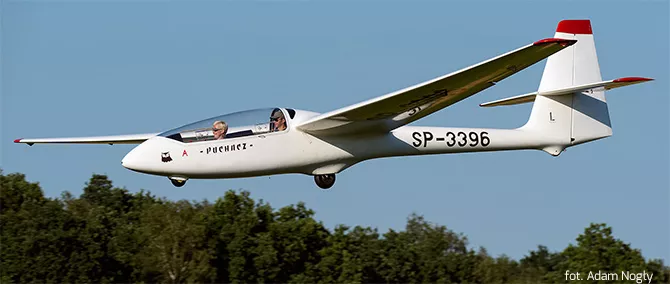 A
PUCHACZ
SP-3396
L
fot. Adam Nogły